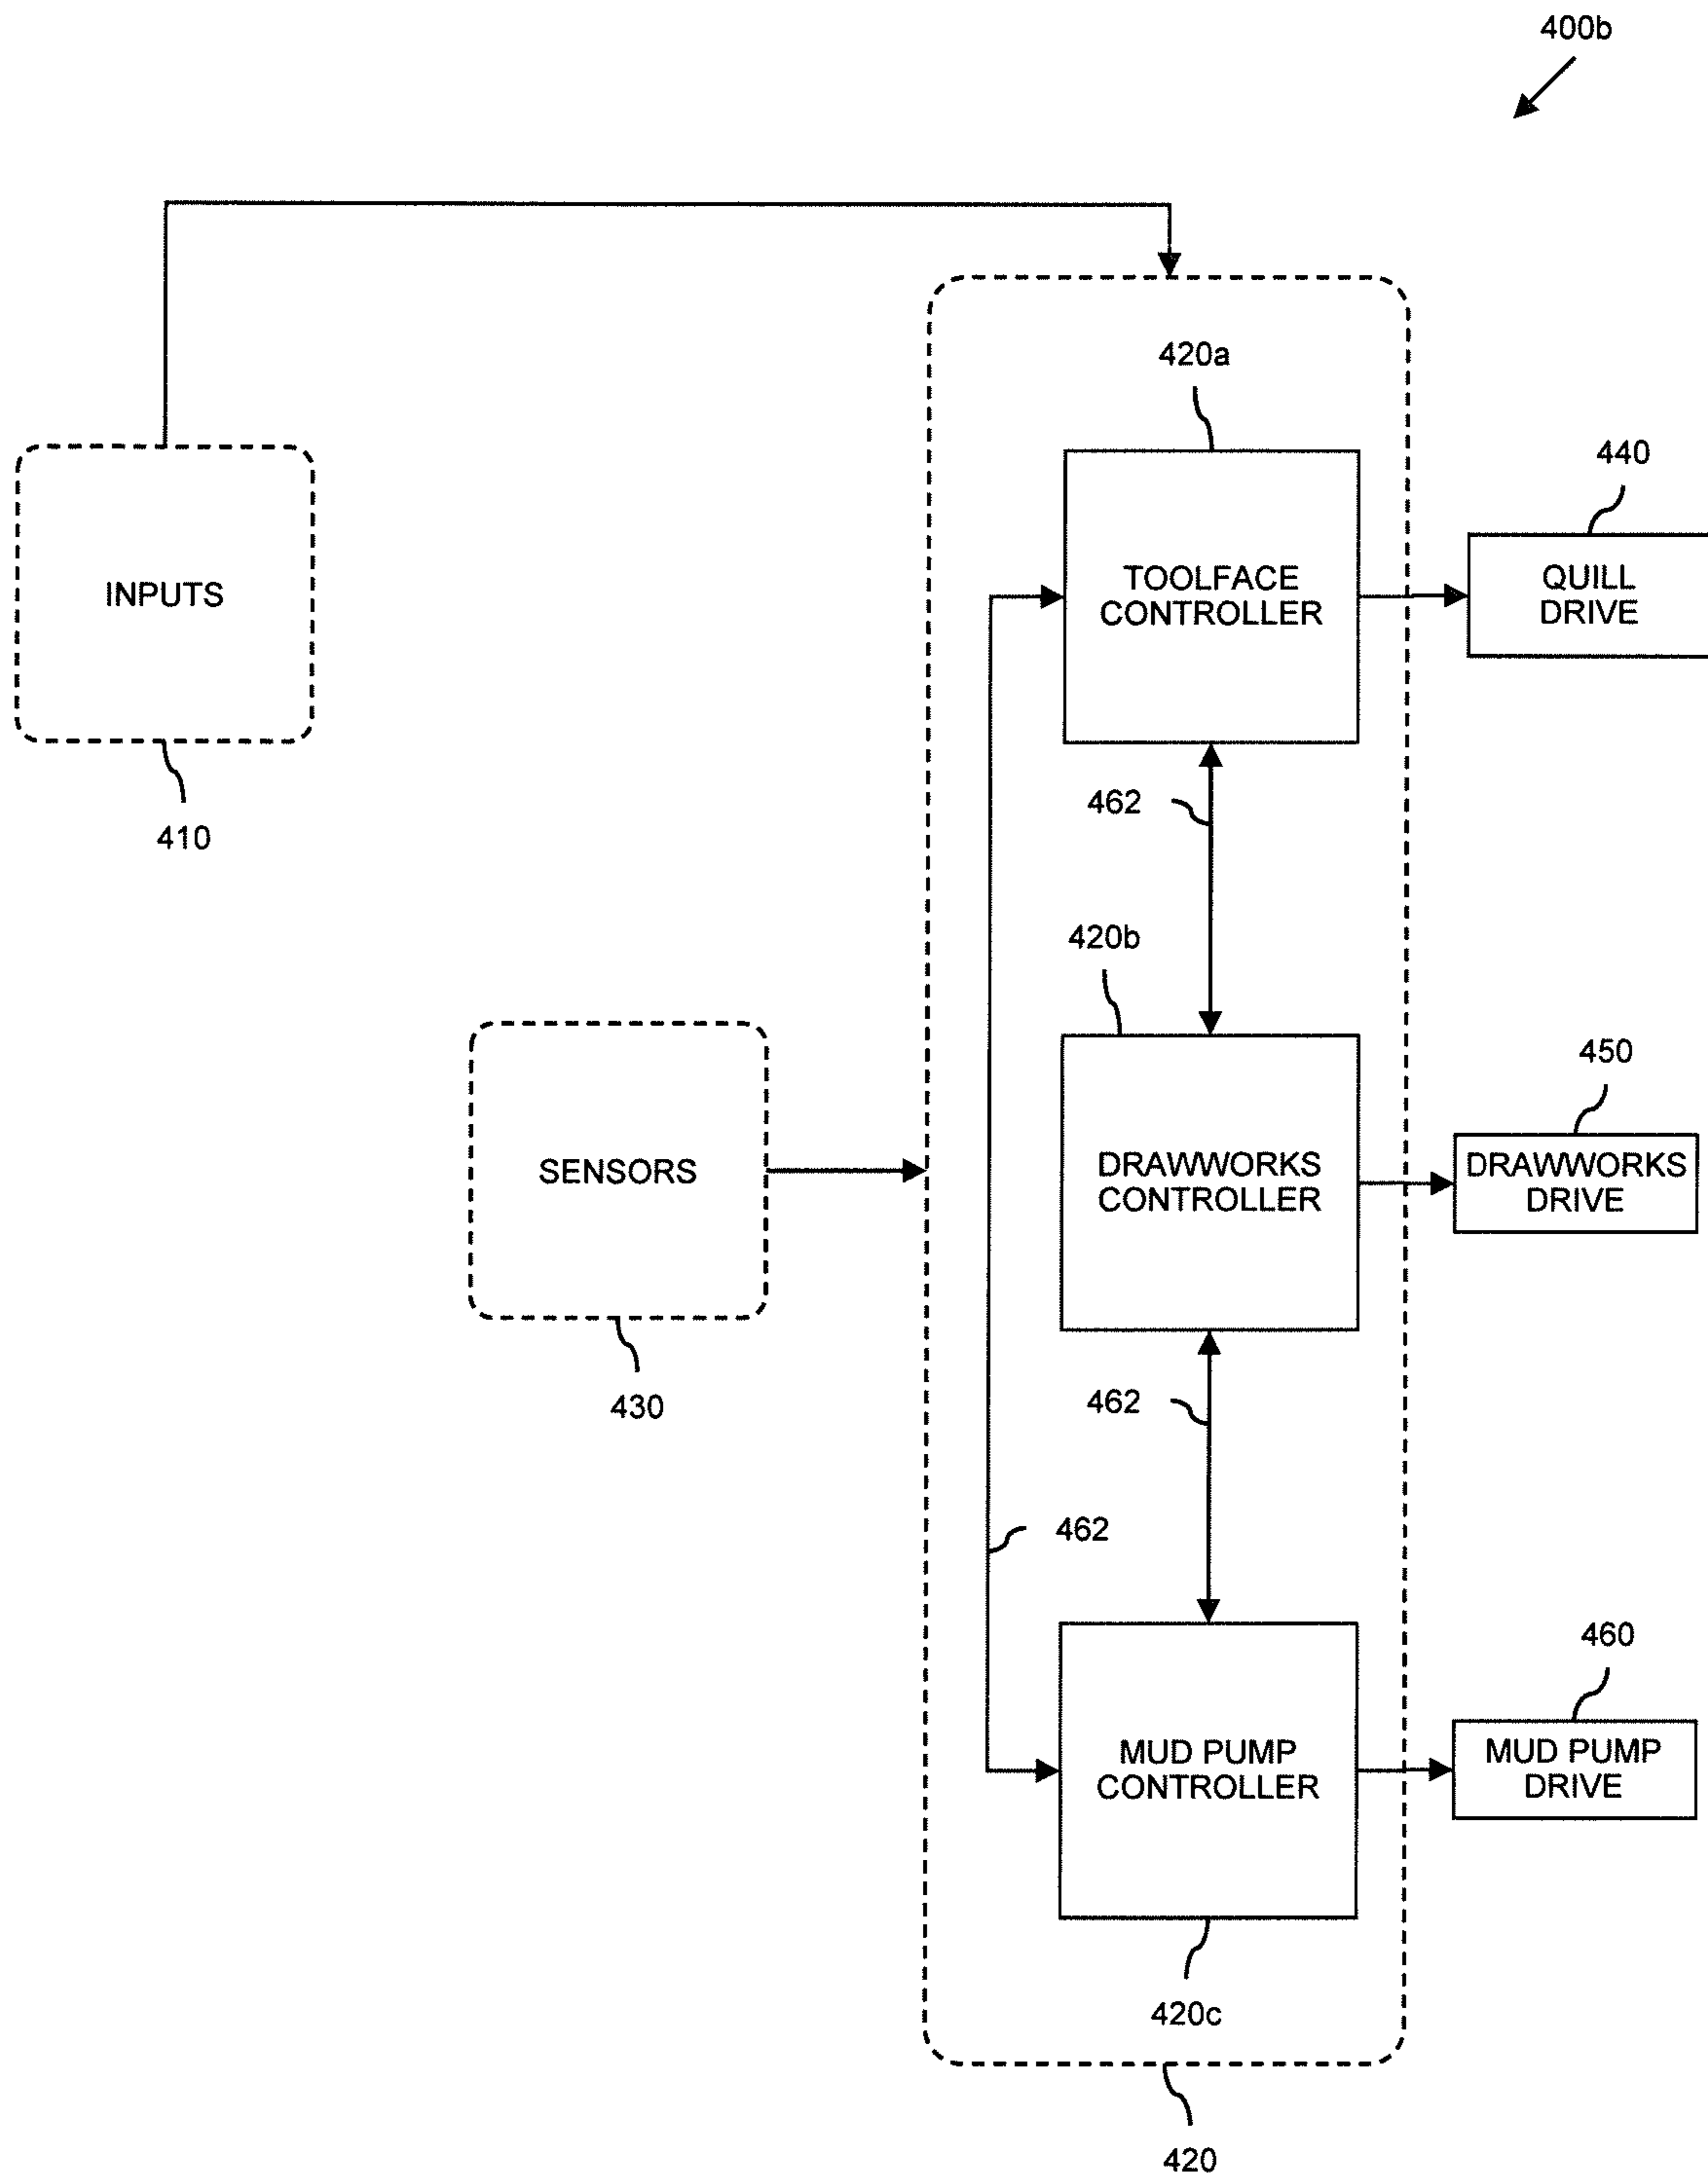 400b
420a
440
INPUTS
TOOLFACE
CONTROLLER
QUILL
DRIVE
410
462
420b
450
SENSORS
DRAWWORKS
CONTROLLER
DRAWWORKS
DRIVE
430
462
462
460
MUD PUMP
CONTROLLER
MUD PUMP
DRIVE
420c
420